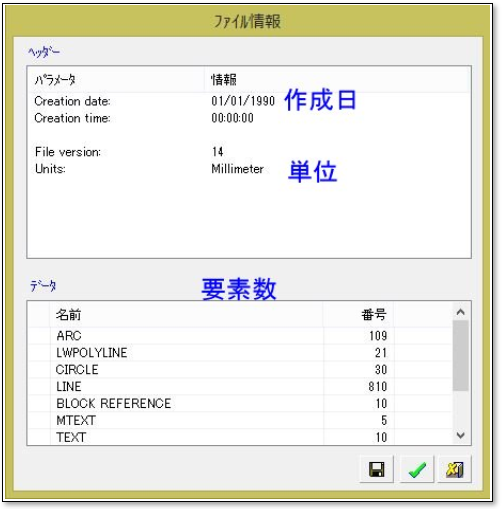 ファイル情報
ヘッダー
パラメータ 情報
Creation date: 01/01/1990 作成日
Creation time: 00:00:00
File version: 14
Units: Millimeter 単位
データ 要素数
名前 番号
ARC 109
LWPOLYLINE 21
CIRCLE 30
LINE 810
BLOCK REFERENCE 10
MTEXT 5
TEXT 10